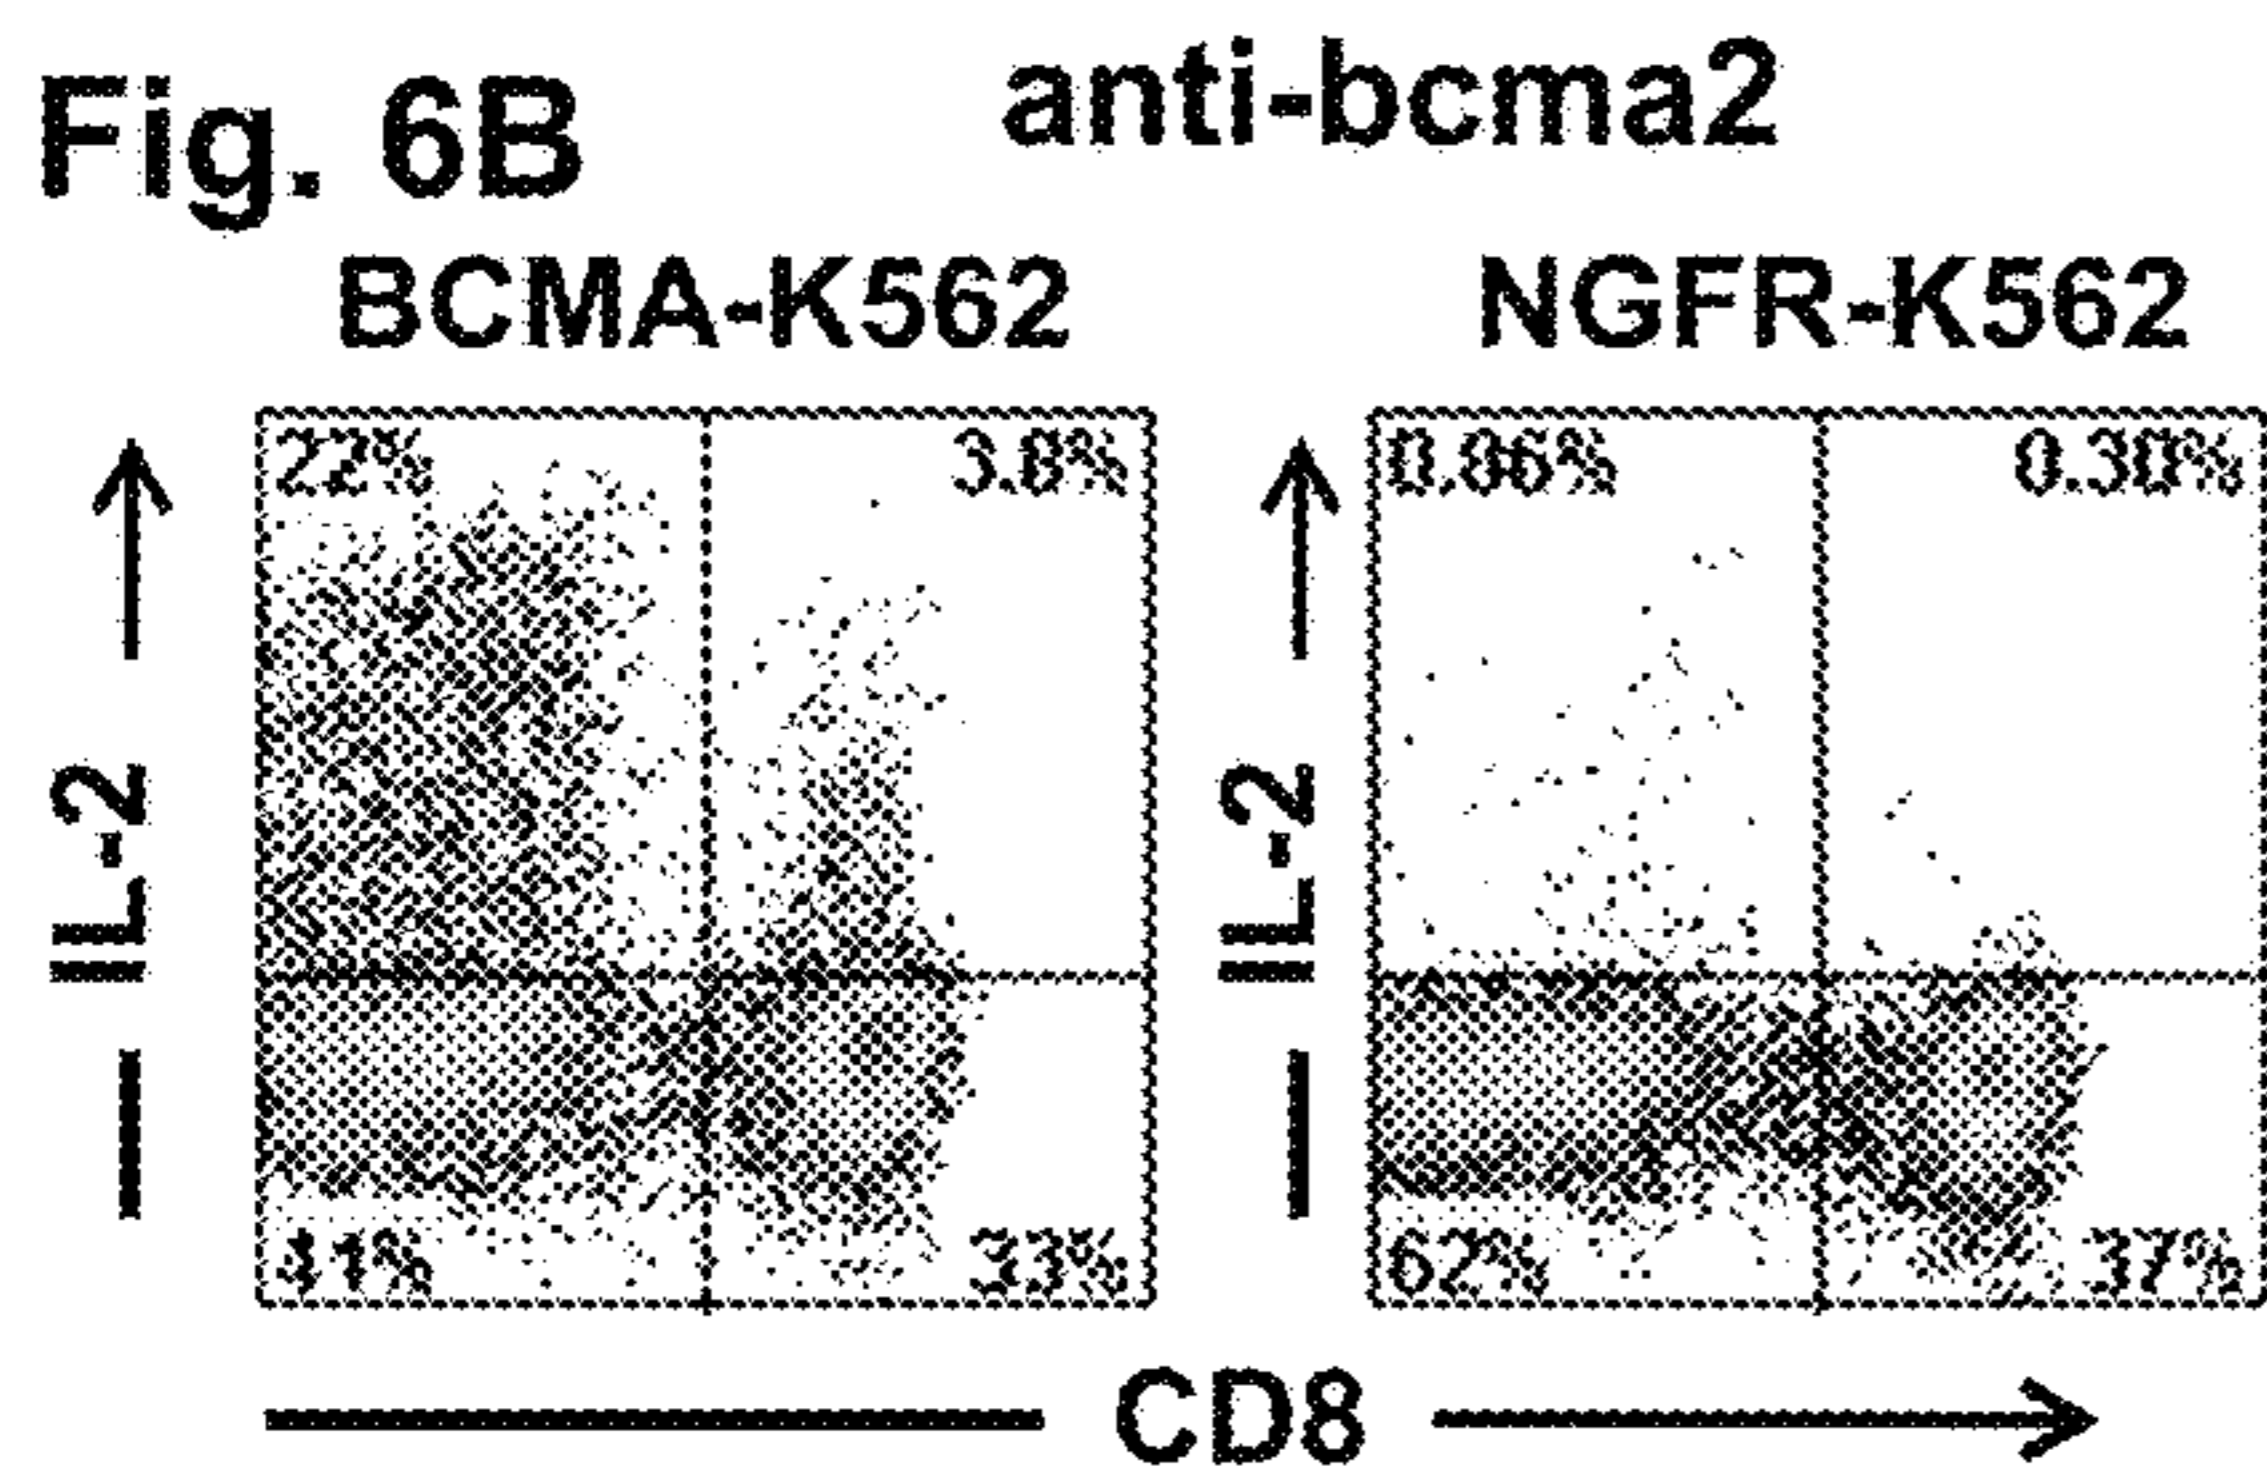 Fig. 6B
anti-bcma2
BCMA-K562
NGFR-K562
22%
3.8%
0.86%
0.30%
IL-2
IL-2
41%
33%
62%
37%
CD8